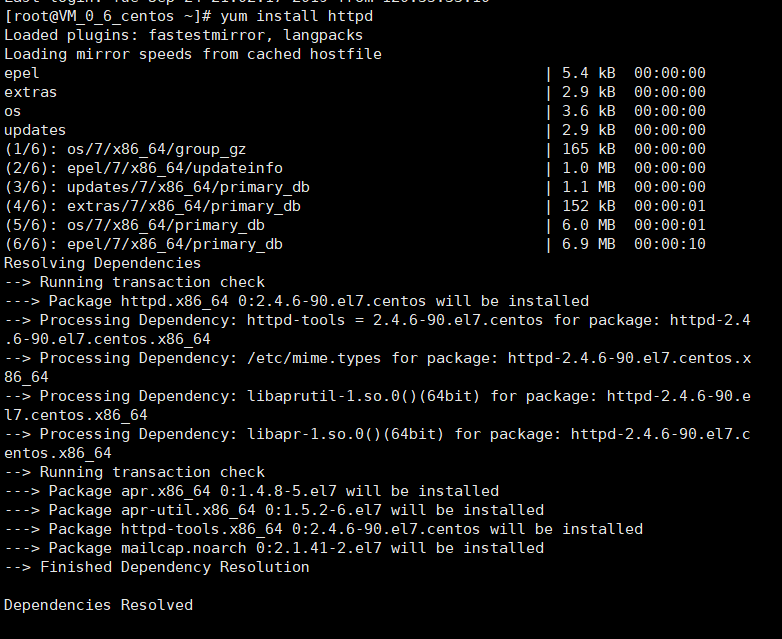 [root@VM_0_6_centos ~]# yum install httpd
Loaded plugins: fastestmirror, langpacks
Loading mirror speeds from cached hostfile
epel | 5.4 kB 00:00:00
extras | 2.9 kB 00:00:00
os | 3.6 kB 00:00:00
updates | 2.9 kB 00:00:00
(1/6): os/7/x86_64/group_gz | 165 kB 00:00:00
(2/6): epel/7/x86_64/updateinfo | 1.0 MB 00:00:00
(3/6): updates/7/x86_64/primary_db | 1.1 MB 00:00:00
(4/6): extras/7/x86_64/primary_db | 152 kB 00:00:01
(5/6): os/7/x86_64/primary_db | 6.0 MB 00:00:01
(6/6): epel/7/x86_64/primary_db | 6.9 MB 00:00:10
Resolving Dependencies
--> Running transaction check
---> Package httpd.x86_64 0:2.4.6-90.el7.centos will be installed
--> Processing Dependency: httpd-tools = 2.4.6-90.el7.centos for package: httpd-2.4
.6-90.el7.centos.x86_64
--> Processing Dependency: /etc/mime.types for package: httpd-2.4.6-90.el7.centos.x
86_64
--> Processing Dependency: libaprutil-1.so.0()(64bit) for package: httpd-2.4.6-90.e
l7.centos.x86_64
--> Processing Dependency: libapr-1.so.0()(64bit) for package: httpd-2.4.6-90.el7.c
entos.x86_64
--> Running transaction check
---> Package apr.x86_64 0:1.4.8-5.el7 will be installed
---> Package apr-util.x86_64 0:1.5.2-6.el7 will be installed
---> Package httpd-tools.x86_64 0:2.4.6-90.el7.centos will be installed
---> Package mailcap.noarch 0:2.1.41-2.el7 will be installed
--> Finished Dependency Resolution
Dependencies Resolved